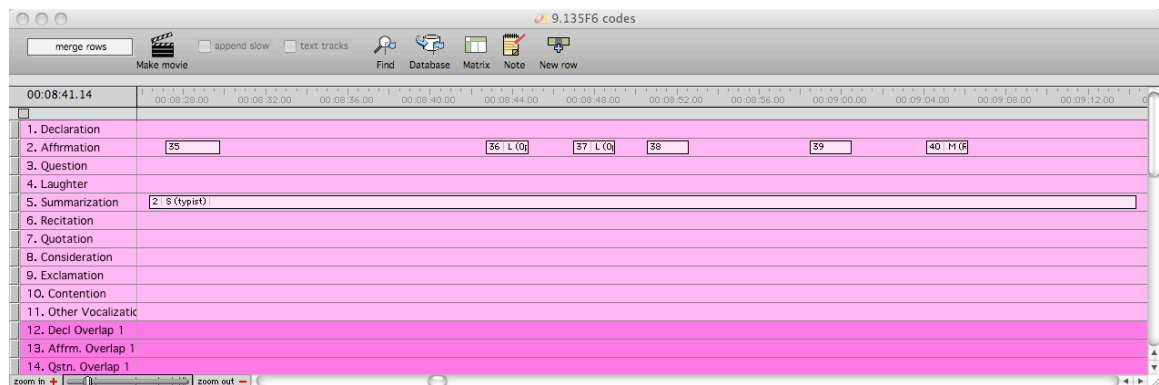 9.135F6 codes
merge rows
append slow
text tracks
Make movie Find Database Matrix Note New row
00:08:41.14
00:08:28.00 00:08:32.00 00:08:36.00 00:08:40.00 00:08:44.00 00:08:48.00 00:08:52.00 00:08:56.00 00:09:00.00 00:09:04.00 00:09:08.00 00:09:12.00
1. Declaration
2. Affirmation 35 36 L (0 37 L (0 38 39 40 M (F
3. Question
4. Laughter
5. Summarization 2 S (typist)
6. Recitation
7. Quotation
8. Consideration
9. Exclamation
10. Contention
11. Other Vocalizatic
12. Decl Overlap 1
13. Affrm. Overlap 1
14. Qstn. Overlap 1
zoom in + zoom out −